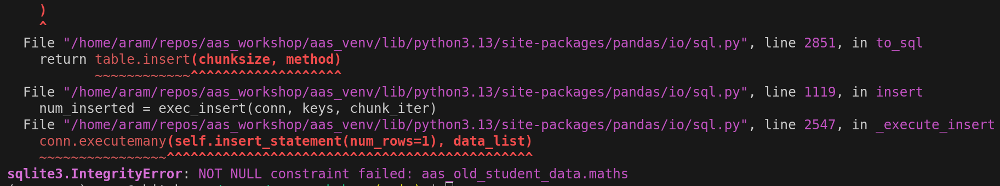 )
^
File "/home/aram/repos/aas_workshop/aas_venv/lib/python3.13/site-packages/pandas/io/sql.py", line 2851, in to_sql
return table.insert(chunksize, method)
~~~~~~~~~~~~^^^^^^^^^^^^^^^^^^^
File "/home/aram/repos/aas_workshop/aas_venv/lib/python3.13/site-packages/pandas/io/sql.py", line 1119, in insert
num_inserted = exec_insert(conn, keys, chunk_iter)
File "/home/aram/repos/aas_workshop/aas_venv/lib/python3.13/site-packages/pandas/io/sql.py", line 2547, in _execute_insert
conn.executemany(self.insert_statement(num_rows=1), data_list)
~~~~~~~~~~~~~~~~^^^^^^^^^^^^^^^^^^^^^^^^^^^^^^^^^^^^^^^^^^^^^^
sqlite3.IntegrityError: NOT NULL constraint failed: aas_old_student_data.maths